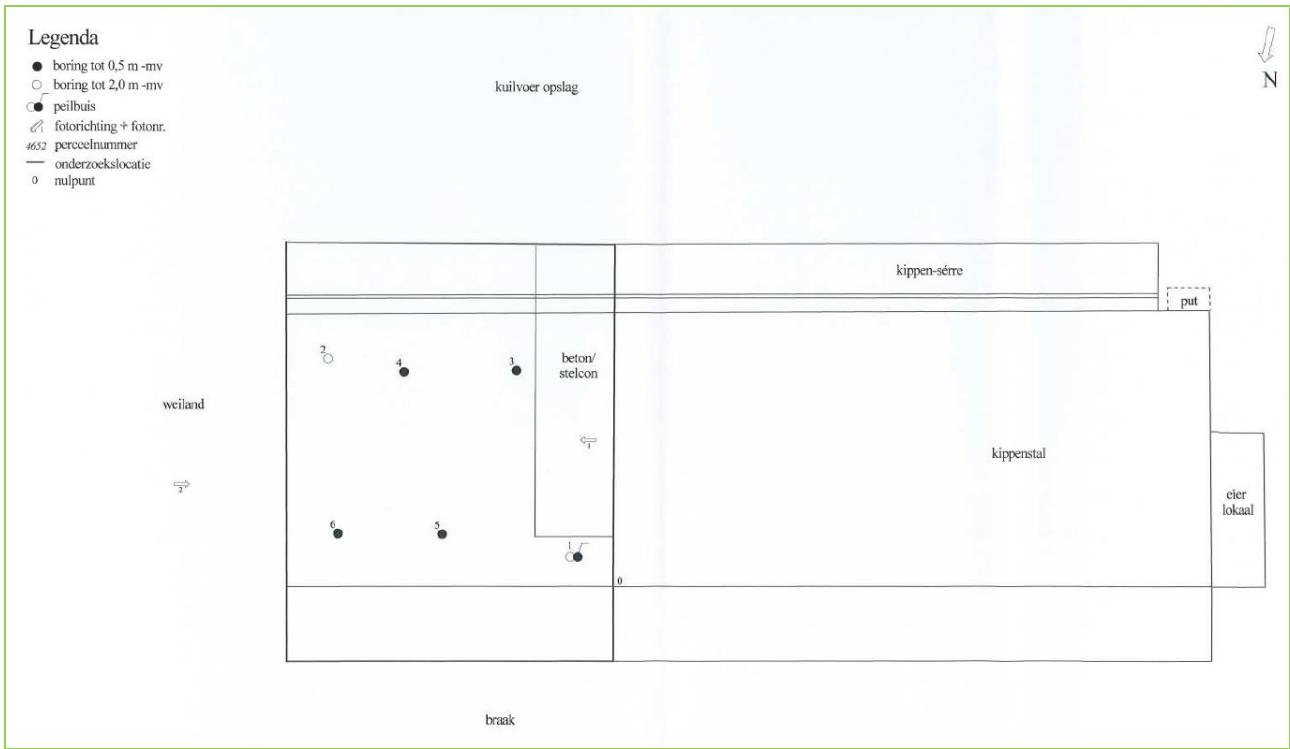 Legenda
boring tot 0,5 m -mv
boring tot 2,0 m -mv
peilbuis
fotorichting + fotonr.
4652 perceelnummer
onderzoekslocatie
0 nulpunt
N
kuilvoer opslag
kippen-sérre
put
2
4
3
beton/
stelcon
weiland
1
kippenstal
2
eier
lokaal
6
5
1
0
braak